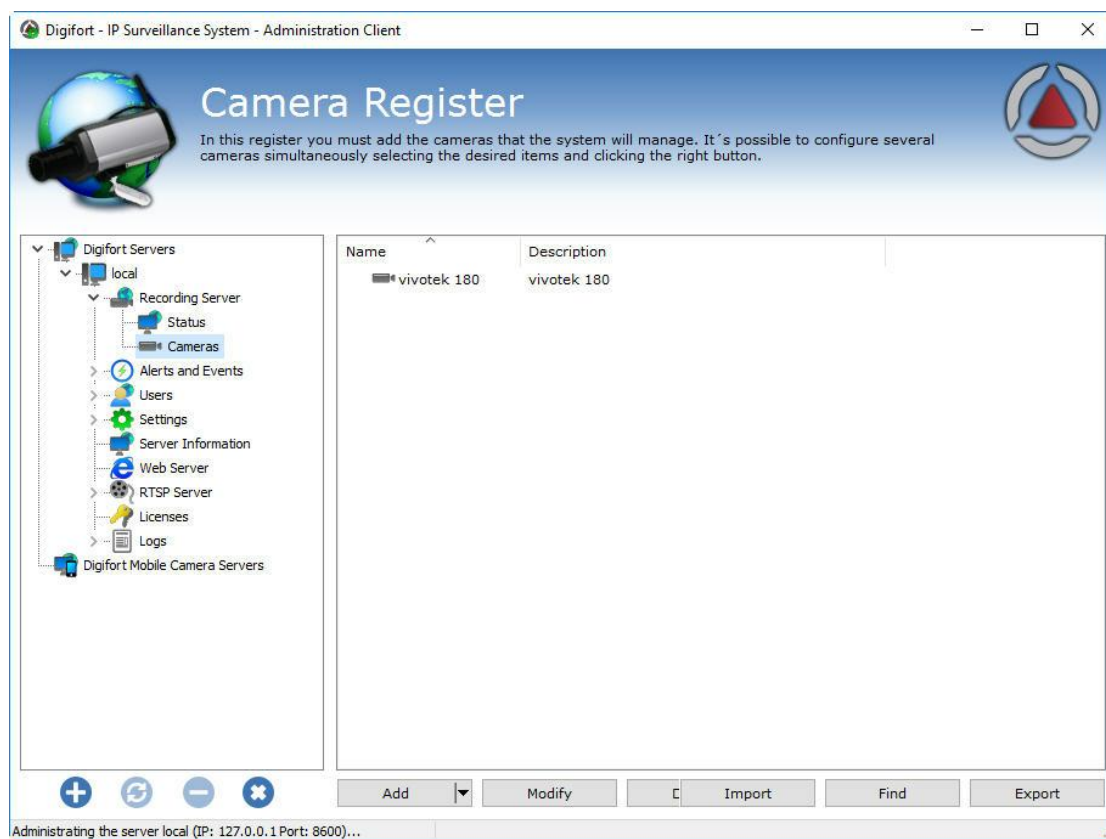 Digifort - IP Surveillance System - Administration Client
Camera Register
In this register you must add the cameras that the system will manage. It´s possible to configure several
cameras simultaneously selecting the desired items and clicking the right button.
Digifort Servers
local
Recording Server
Status
Cameras
Alerts and Events
Users
Settings
Server Information
Web Server
RTSP Server
Licenses
Logs
Digifort Mobile Camera Servers
Name Description
vivotek 180 vivotek 180
Add Modify D Import Find Export
Administrating the server local (IP: 127.0.0.1 Port: 8600)...